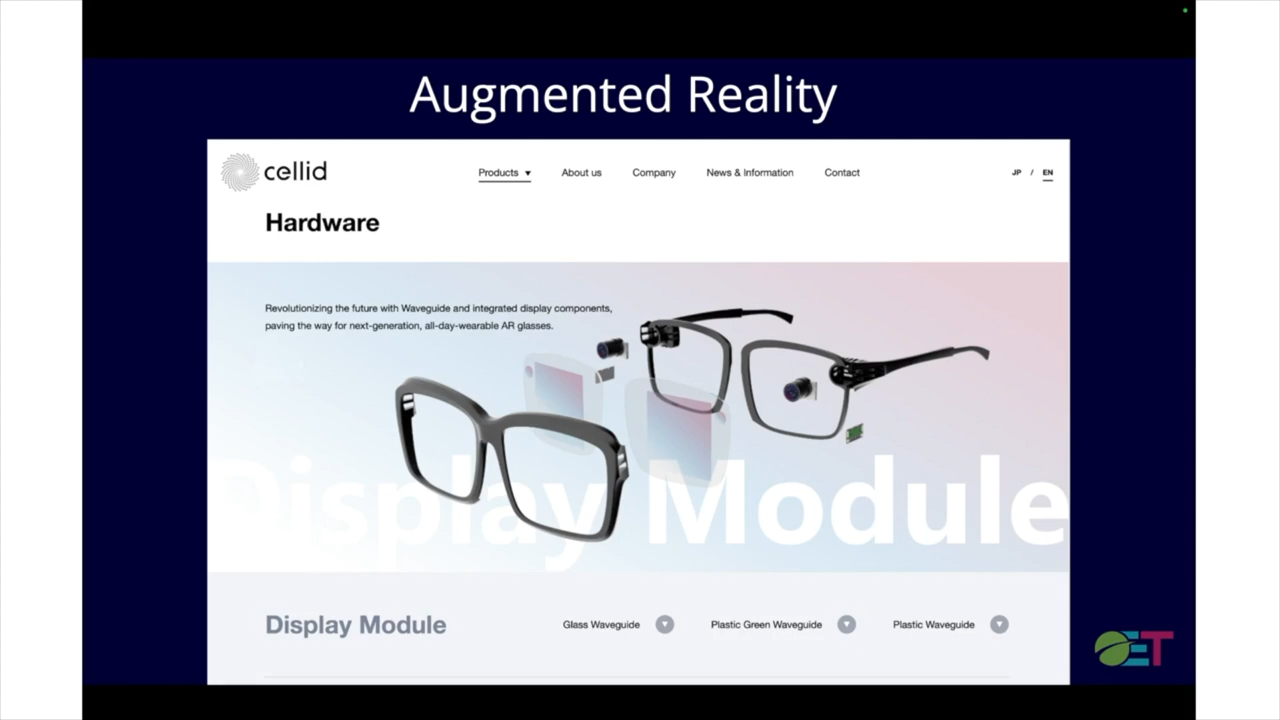 Augmented Reality
cellid
Products ▼ About us Company News & Information Contact JP / EN
Hardware
Revolutionizing the future with Waveguide and integrated display components,
paving the way for next-generation, all-day-wearable AR glasses.
Display Module
Display Module Glass Waveguide Plastic Green Waveguide Plastic Waveguide
ET